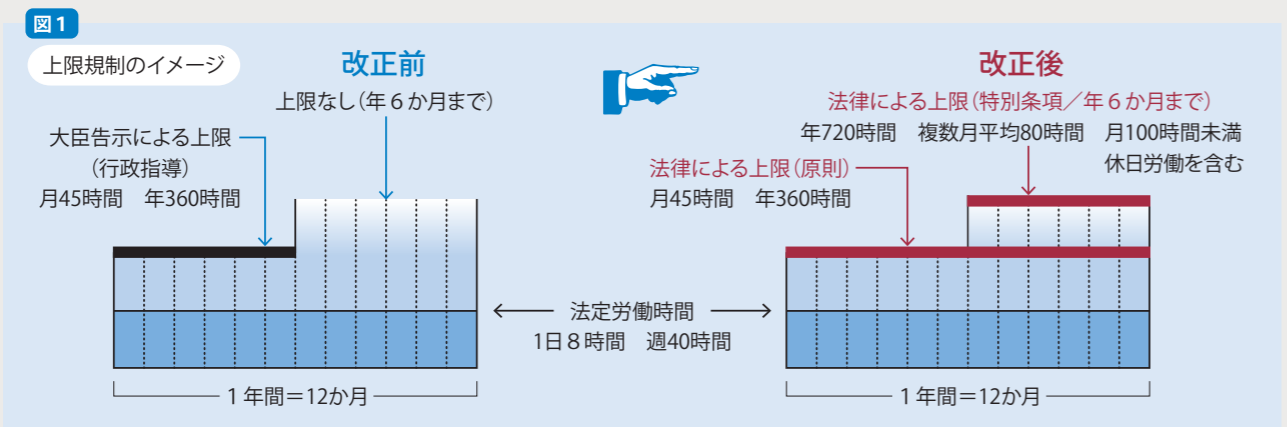 図1
上限規制のイメージ
改正前
上限なし（年６か月まで）
大臣告示による上限
（行政指導）
月45時間　年360時間
改正後
法律による上限（特別条項／年６か月まで）
年720時間　複数月平均80時間　月100時間未満
休日労働を含む
法律による上限（原則）
月45時間　年360時間
法定労働時間
1日８時間　週40時間
１年間＝12か月
１年間＝12か月